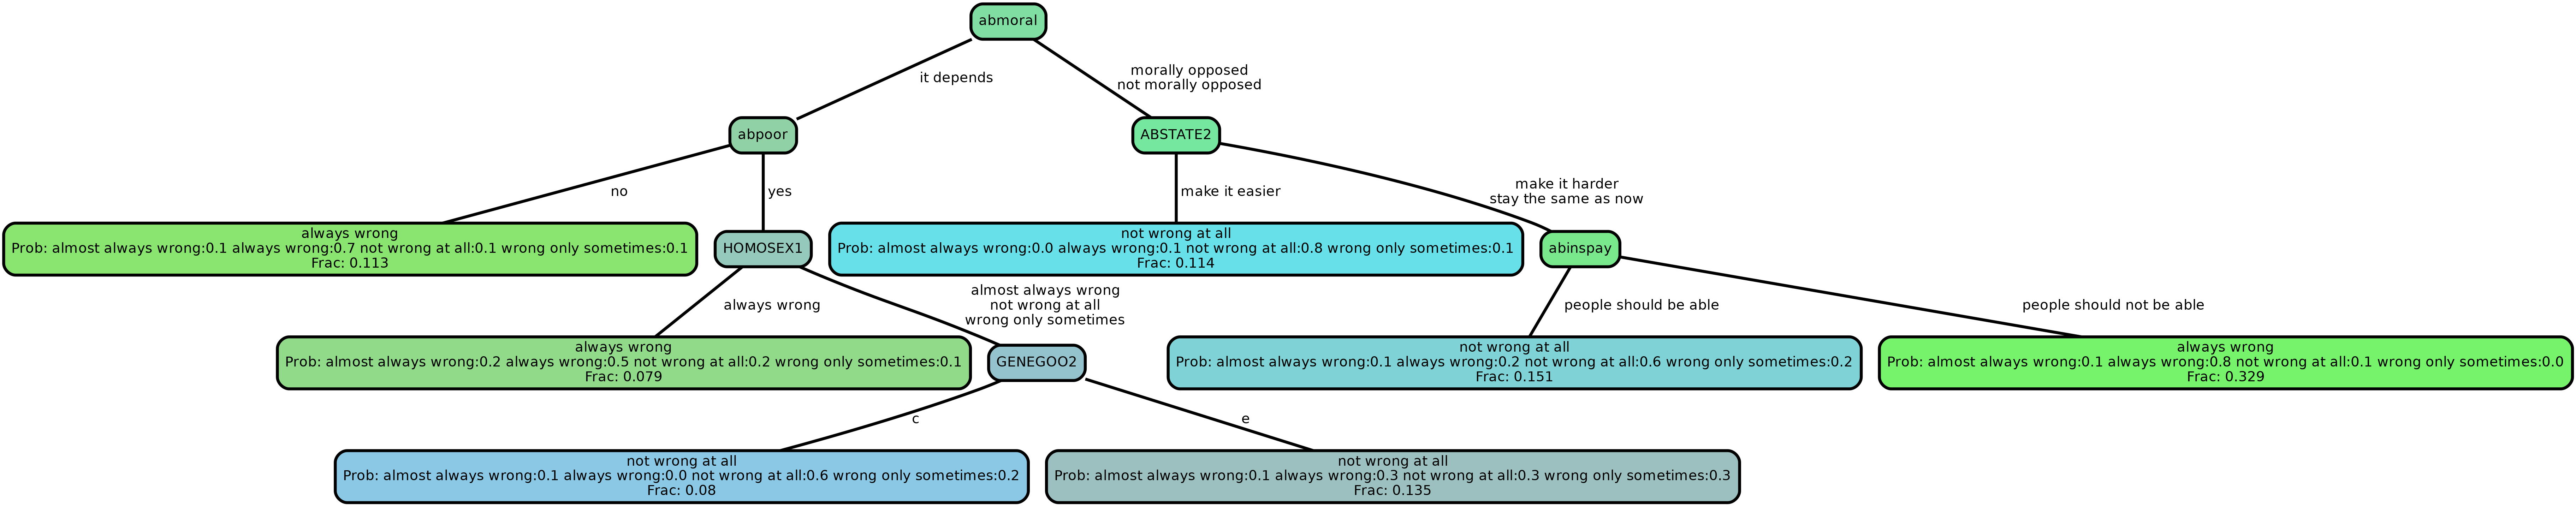 abmoral
it depends
morally opposed
not morally opposed
abpoor
ABSTATE2
no
yes
make it easier
make it harder
stay the same as now
always wrong
Prob: almost always wrong:0.1 always wrong:0.7 not wrong at all:0.1 wrong only sometimes:0.1
Frac: 0.113
HOMOSEX1
not wrong at all
Prob: almost always wrong:0.0 always wrong:0.1 not wrong at all:0.8 wrong only sometimes:0.1
Frac: 0.114
abinspay
always wrong
almost always wrong
not wrong at all
wrong only sometimes
people should be able
people should not be able
always wrong
Prob: almost always wrong:0.2 always wrong:0.5 not wrong at all:0.2 wrong only sometimes:0.1
Frac: 0.079
GENEGOO2
not wrong at all
Prob: almost always wrong:0.1 always wrong:0.2 not wrong at all:0.6 wrong only sometimes:0.2
Frac: 0.151
always wrong
Prob: almost always wrong:0.1 always wrong:0.8 not wrong at all:0.1 wrong only sometimes:0.0
Frac: 0.329
c
e
not wrong at all
Prob: almost always wrong:0.1 always wrong:0.0 not wrong at all:0.6 wrong only sometimes:0.2
Frac: 0.08
not wrong at all
Prob: almost always wrong:0.1 always wrong:0.3 not wrong at all:0.3 wrong only sometimes:0.3
Frac: 0.135